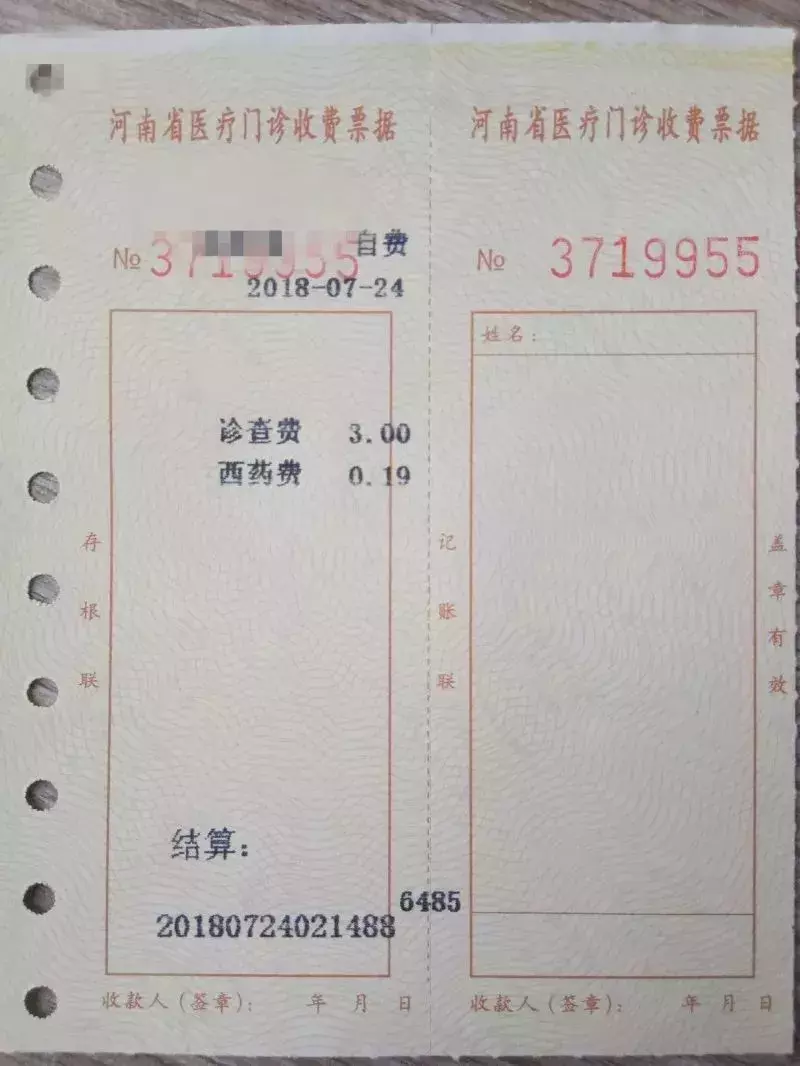 河南省医疗门诊收费票据
自费
№ 3719955
2018-07-24
诊查费 3.00
西药费 0.19
存根联
结算:
6485
20180724021488
收款人(签章): 年 月 日
河南省医疗门诊收费票据
№ 3719955
姓名:
记账联
盖章有效
收款人(签章): 年 月 日